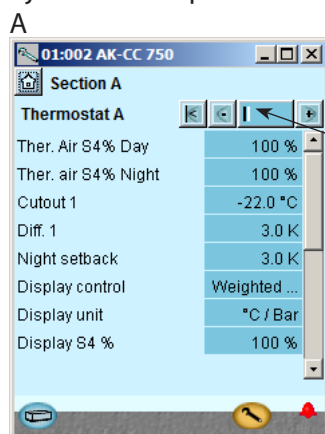 A
01:002 AK-CC 750
Section A
Thermostat A
Ther. Air S4% Day 100 %
Ther. air S4% Night 100 %
Cutout 1 -22.0 °C
Diff. 1 3.0 K
Night setback 3.0 K
Display control Weighted ...
Display unit °C / Bar
Display S4 % 100 %